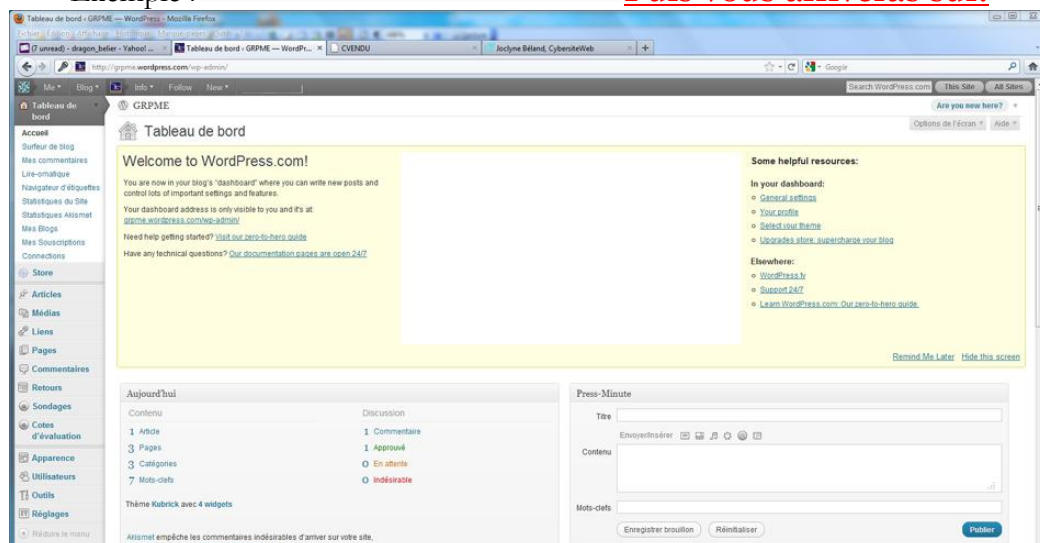 Tableau de bord ‹ GRPME — WordPress - Mozilla Firefox
(7 unread) - dragon_belier - Yahoo! ...
Tableau de bord ‹ GRPME — WordPr...
CVENDU
Joclyne Béland, CybersiteWeb
http://grpme.wordpress.com/wp-admin/
Google
Me
Blog
Info
Follow
New
Search WordPress.com
This Site
All Sites
Tableau de bord
Accueil
Surfeur de blog
Mes commentaires
Lire-omatique
Navigateur d'étiquettes
Statistiques du Site
Statistiques Akismet
Mes Blogs
Mes Souscriptions
Connections
Store
Articles
Médias
Liens
Pages
Commentaires
Retours
Sondages
Cotes
d'évaluation
Apparence
Utilisateurs
Outils
Réglages
Réduire le menu
GRPME
Are you new here?
Tableau de bord
Options de l'écran
Aide
Welcome to WordPress.com!
You are now in your blog's "dashboard" where you can write new posts and
control lots of important settings and features.
Your dashboard address is only visible to you and it's at:
grpme.wordpress.com/wp-admin/
Need help getting started? Visit our zero-to-hero guide
Have any technical questions? Our documentation pages are open 24/7
Some helpful resources:
In your dashboard:
General settings
Your profile
Select your theme
Upgrades store, supercharge your blog
Elsewhere:
WordPress.tv
Support 24/7
Learn WordPress.com: Our zero-to-hero guide.
Remind Me Later
Hide this screen
Aujourd'hui
Contenu
Discussion
1 Article
1 Commentaire
3 Pages
1 Approuvé
3 Catégories
0 En attente
7 Mots-clefs
0 Indésirable
Thème Kubrick avec 4 widgets
Akismet empêche les commentaires indésirables d'arriver sur votre site,
Press-Minute
Titre
Envoyer/Insérer
Contenu
Mots-clefs
Enregistrer brouillon
Réinitialiser
Publier